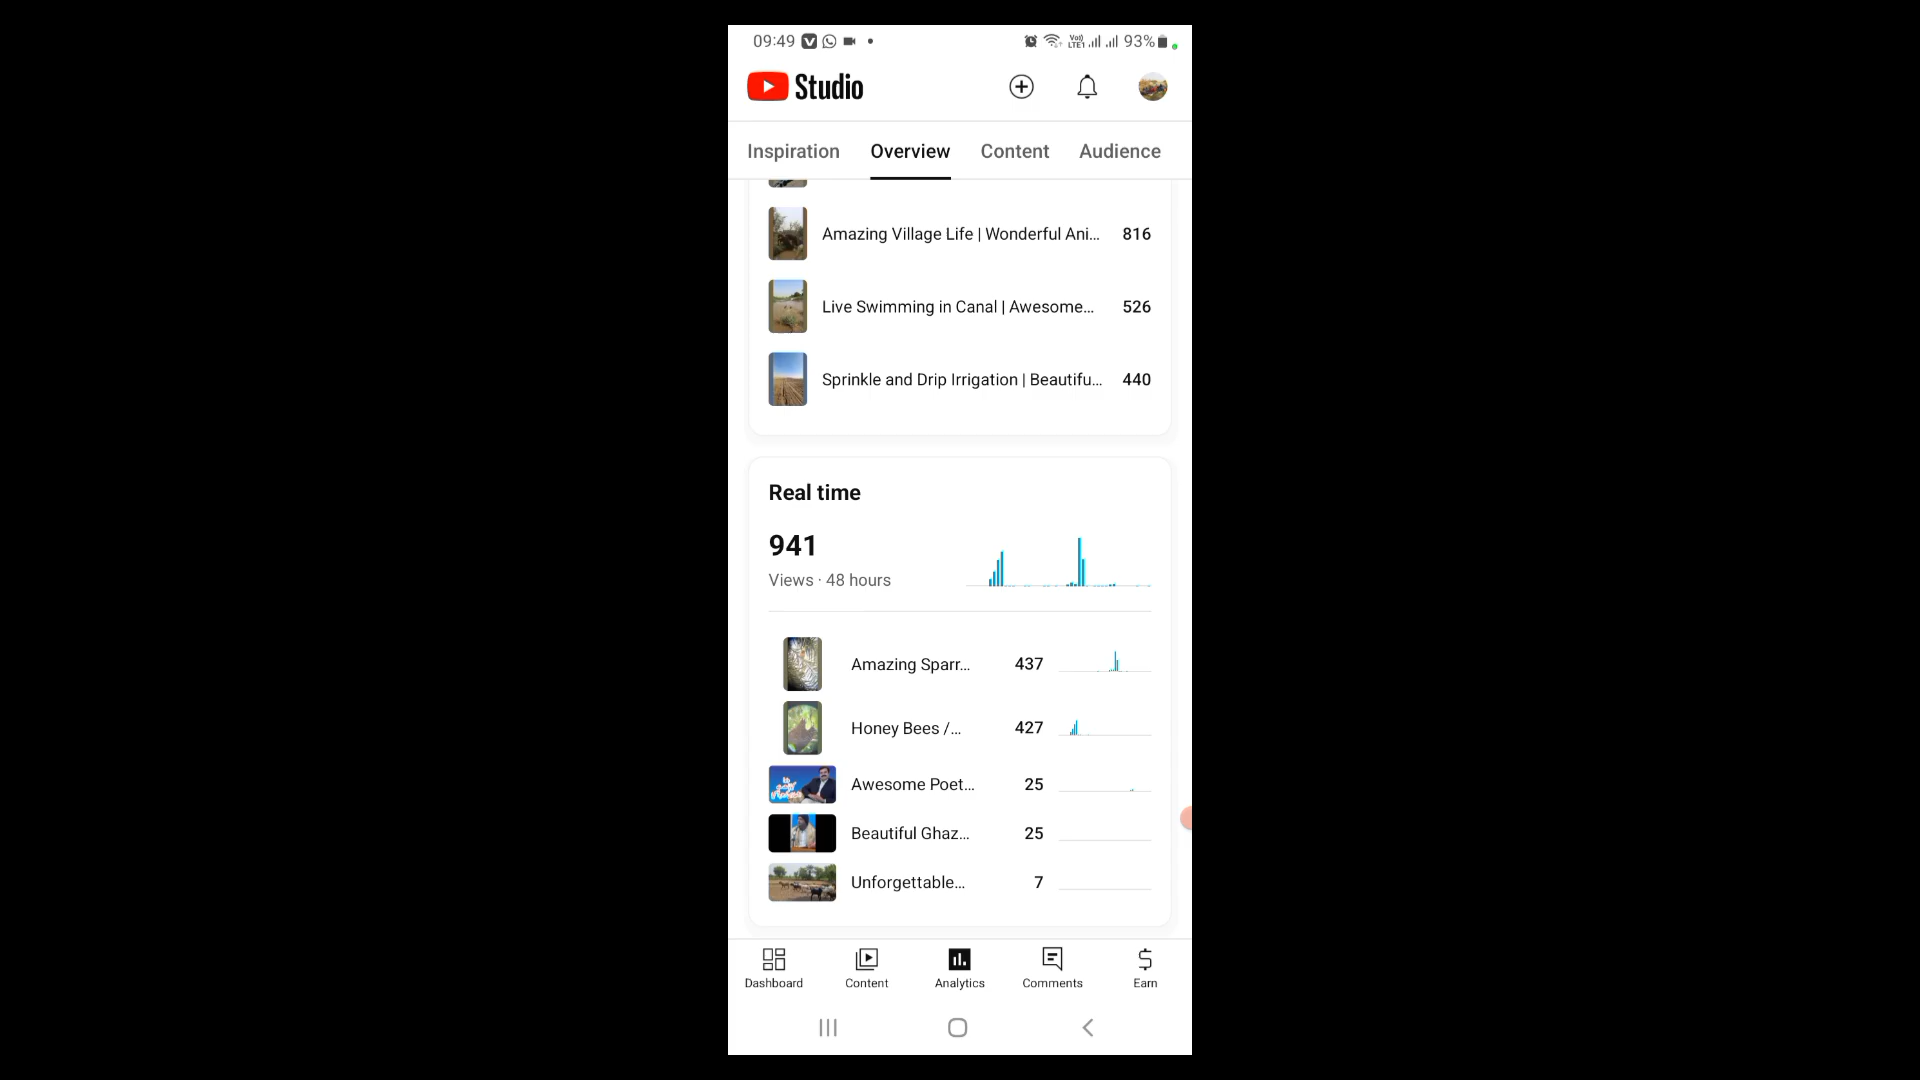 09:49 93%
Studio
Inspiration Overview Content Audience
Amazing Village Life | Wonderful Ani... 816
Live Swimming in Canal | Awesome... 526
Sprinkle and Drip Irrigation | Beautifu... 440
Real time
941
Views · 48 hours
Amazing Sparr... 437
Honey Bees /... 427
Awesome Poet... 25
Beautiful Ghaz... 25
Unforgettable... 7
Dashboard Content Analytics Comments Earn